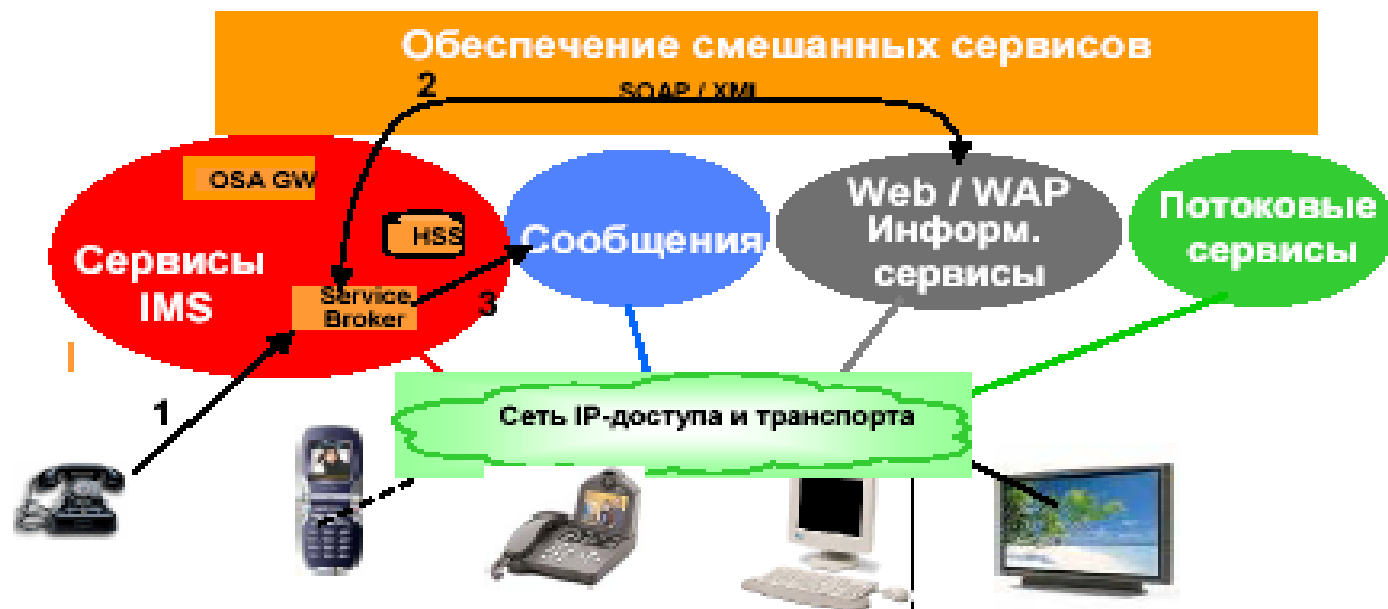 Обеспечение смешанных сервисов
2
SOAP / XML
OSA GW
HSS
Сервисы
IMS
Service
Broker
3
1
Сообщения
Web / WAP
Информ.
сервисы
Потоковые
сервисы
Сеть IP-доступа и транспорта